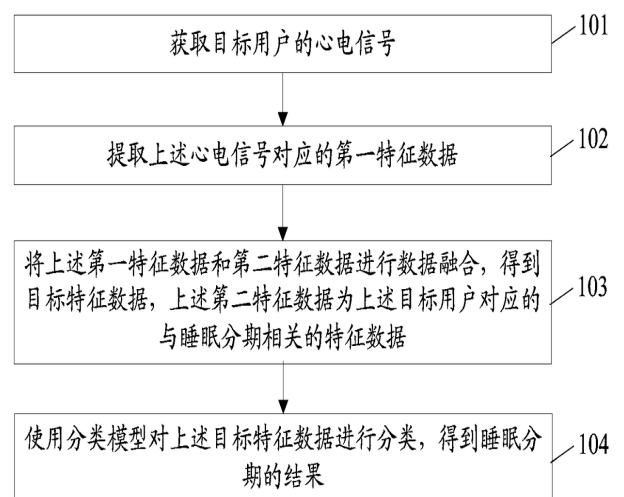 获取目标用户的心电信号
101
提取上述心电信号对应的第一特征数据
102
将上述第一特征数据和第二特征数据进行数据融合，得到
目标特征数据，上述第二特征数据为上述目标用户对应的
与睡眠分期相关的特征数据
103
使用分类模型对上述目标特征数据进行分类，得到睡眠分
期的结果
104